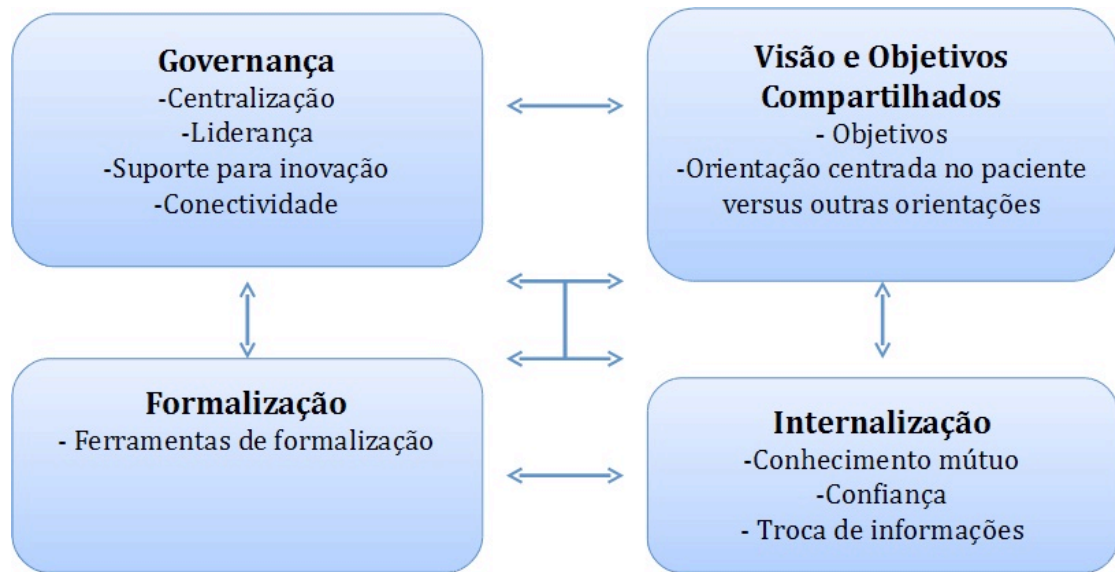 Governança
-Centralização
-Liderança
-Suporte para inovação
-Conectividade
Visão e Objetivos
Compartilhados
- Objetivos
-Orientação centrada no paciente
versus outras orientações
Formalização
- Ferramentas de formalização
Internalização
-Conhecimento mútuo
-Confiança
- Troca de informações